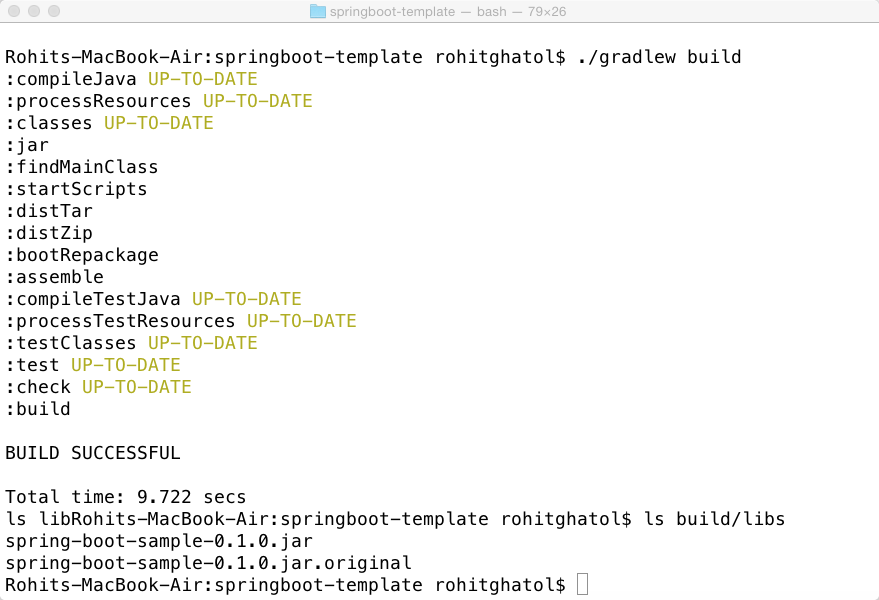 springboot-template — bash — 79×26
Rohits-MacBook-Air:springboot-template rohitghatol$ ./gradlew build
:compileJava UP-TO-DATE
:processResources UP-TO-DATE
:classes UP-TO-DATE
:jar
:findMainClass
:startScripts
:distTar
:distZip
:bootRepackage
:assemble
:compileTestJava UP-TO-DATE
:processTestResources UP-TO-DATE
:testClasses UP-TO-DATE
:test UP-TO-DATE
:check UP-TO-DATE
:build
BUILD SUCCESSFUL
Total time: 9.722 secs
ls libRohits-MacBook-Air:springboot-template rohitghatol$ ls build/libs
spring-boot-sample-0.1.0.jar
spring-boot-sample-0.1.0.jar.original
Rohits-MacBook-Air:springboot-template rohitghatol$